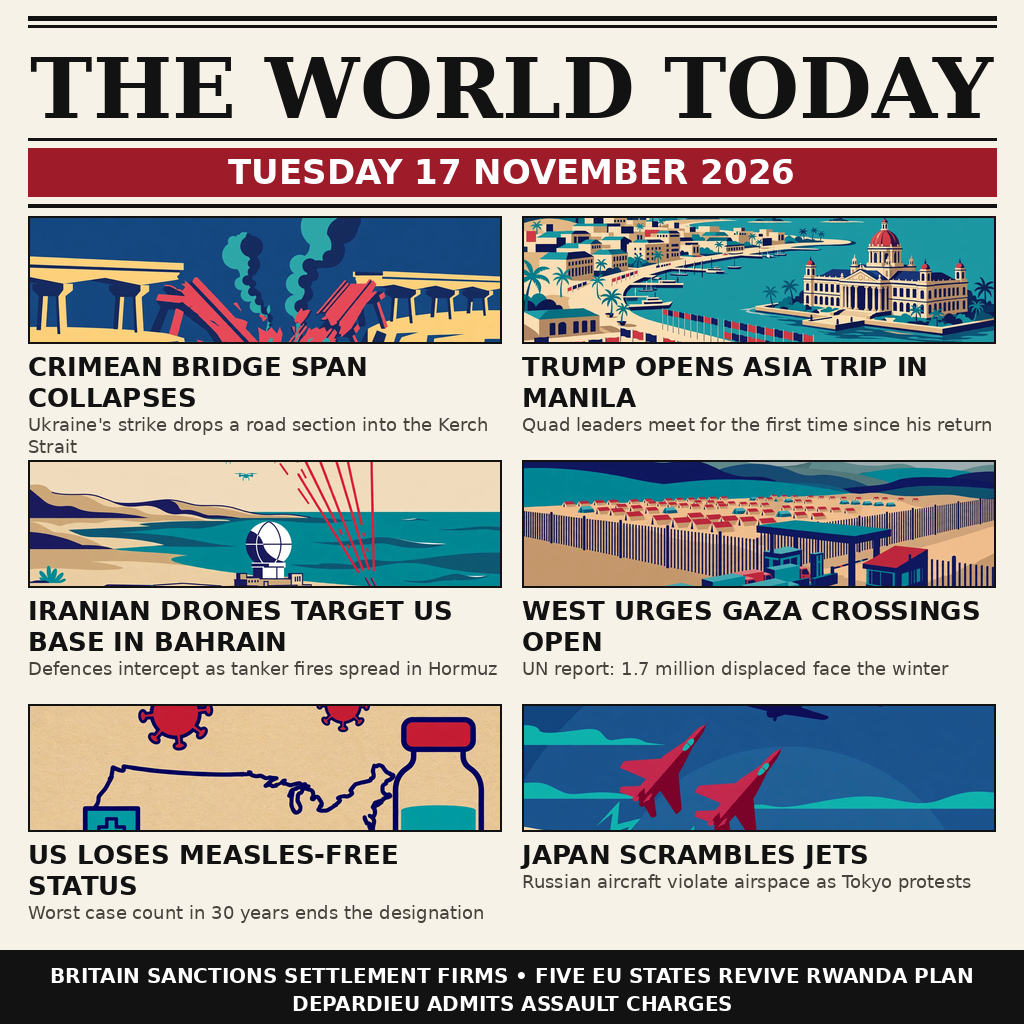 THE WORLD TODAY
TUESDAY 17 NOVEMBER 2026
CRIMEAN BRIDGE SPAN
COLLAPSES
Ukraine's strike drops a road section into the Kerch
Strait
TRUMP OPENS ASIA TRIP IN
MANILA
Quad leaders meet for the first time since his return
IRANIAN DRONES TARGET US
BASE IN BAHRAIN
Defences intercept as tanker fires spread in Hormuz
WEST URGES GAZA CROSSINGS
OPEN
UN report: 1.7 million displaced face the winter
US LOSES MEASLES-FREE
STATUS
Worst case count in 30 years ends the designation
JAPAN SCRAMBLES JETS
Russian aircraft violate airspace as Tokyo protests
BRITAIN SANCTIONS SETTLEMENT FIRMS • FIVE EU STATES REVIVE RWANDA PLAN
DEPARDIEU ADMITS ASSAULT CHARGES